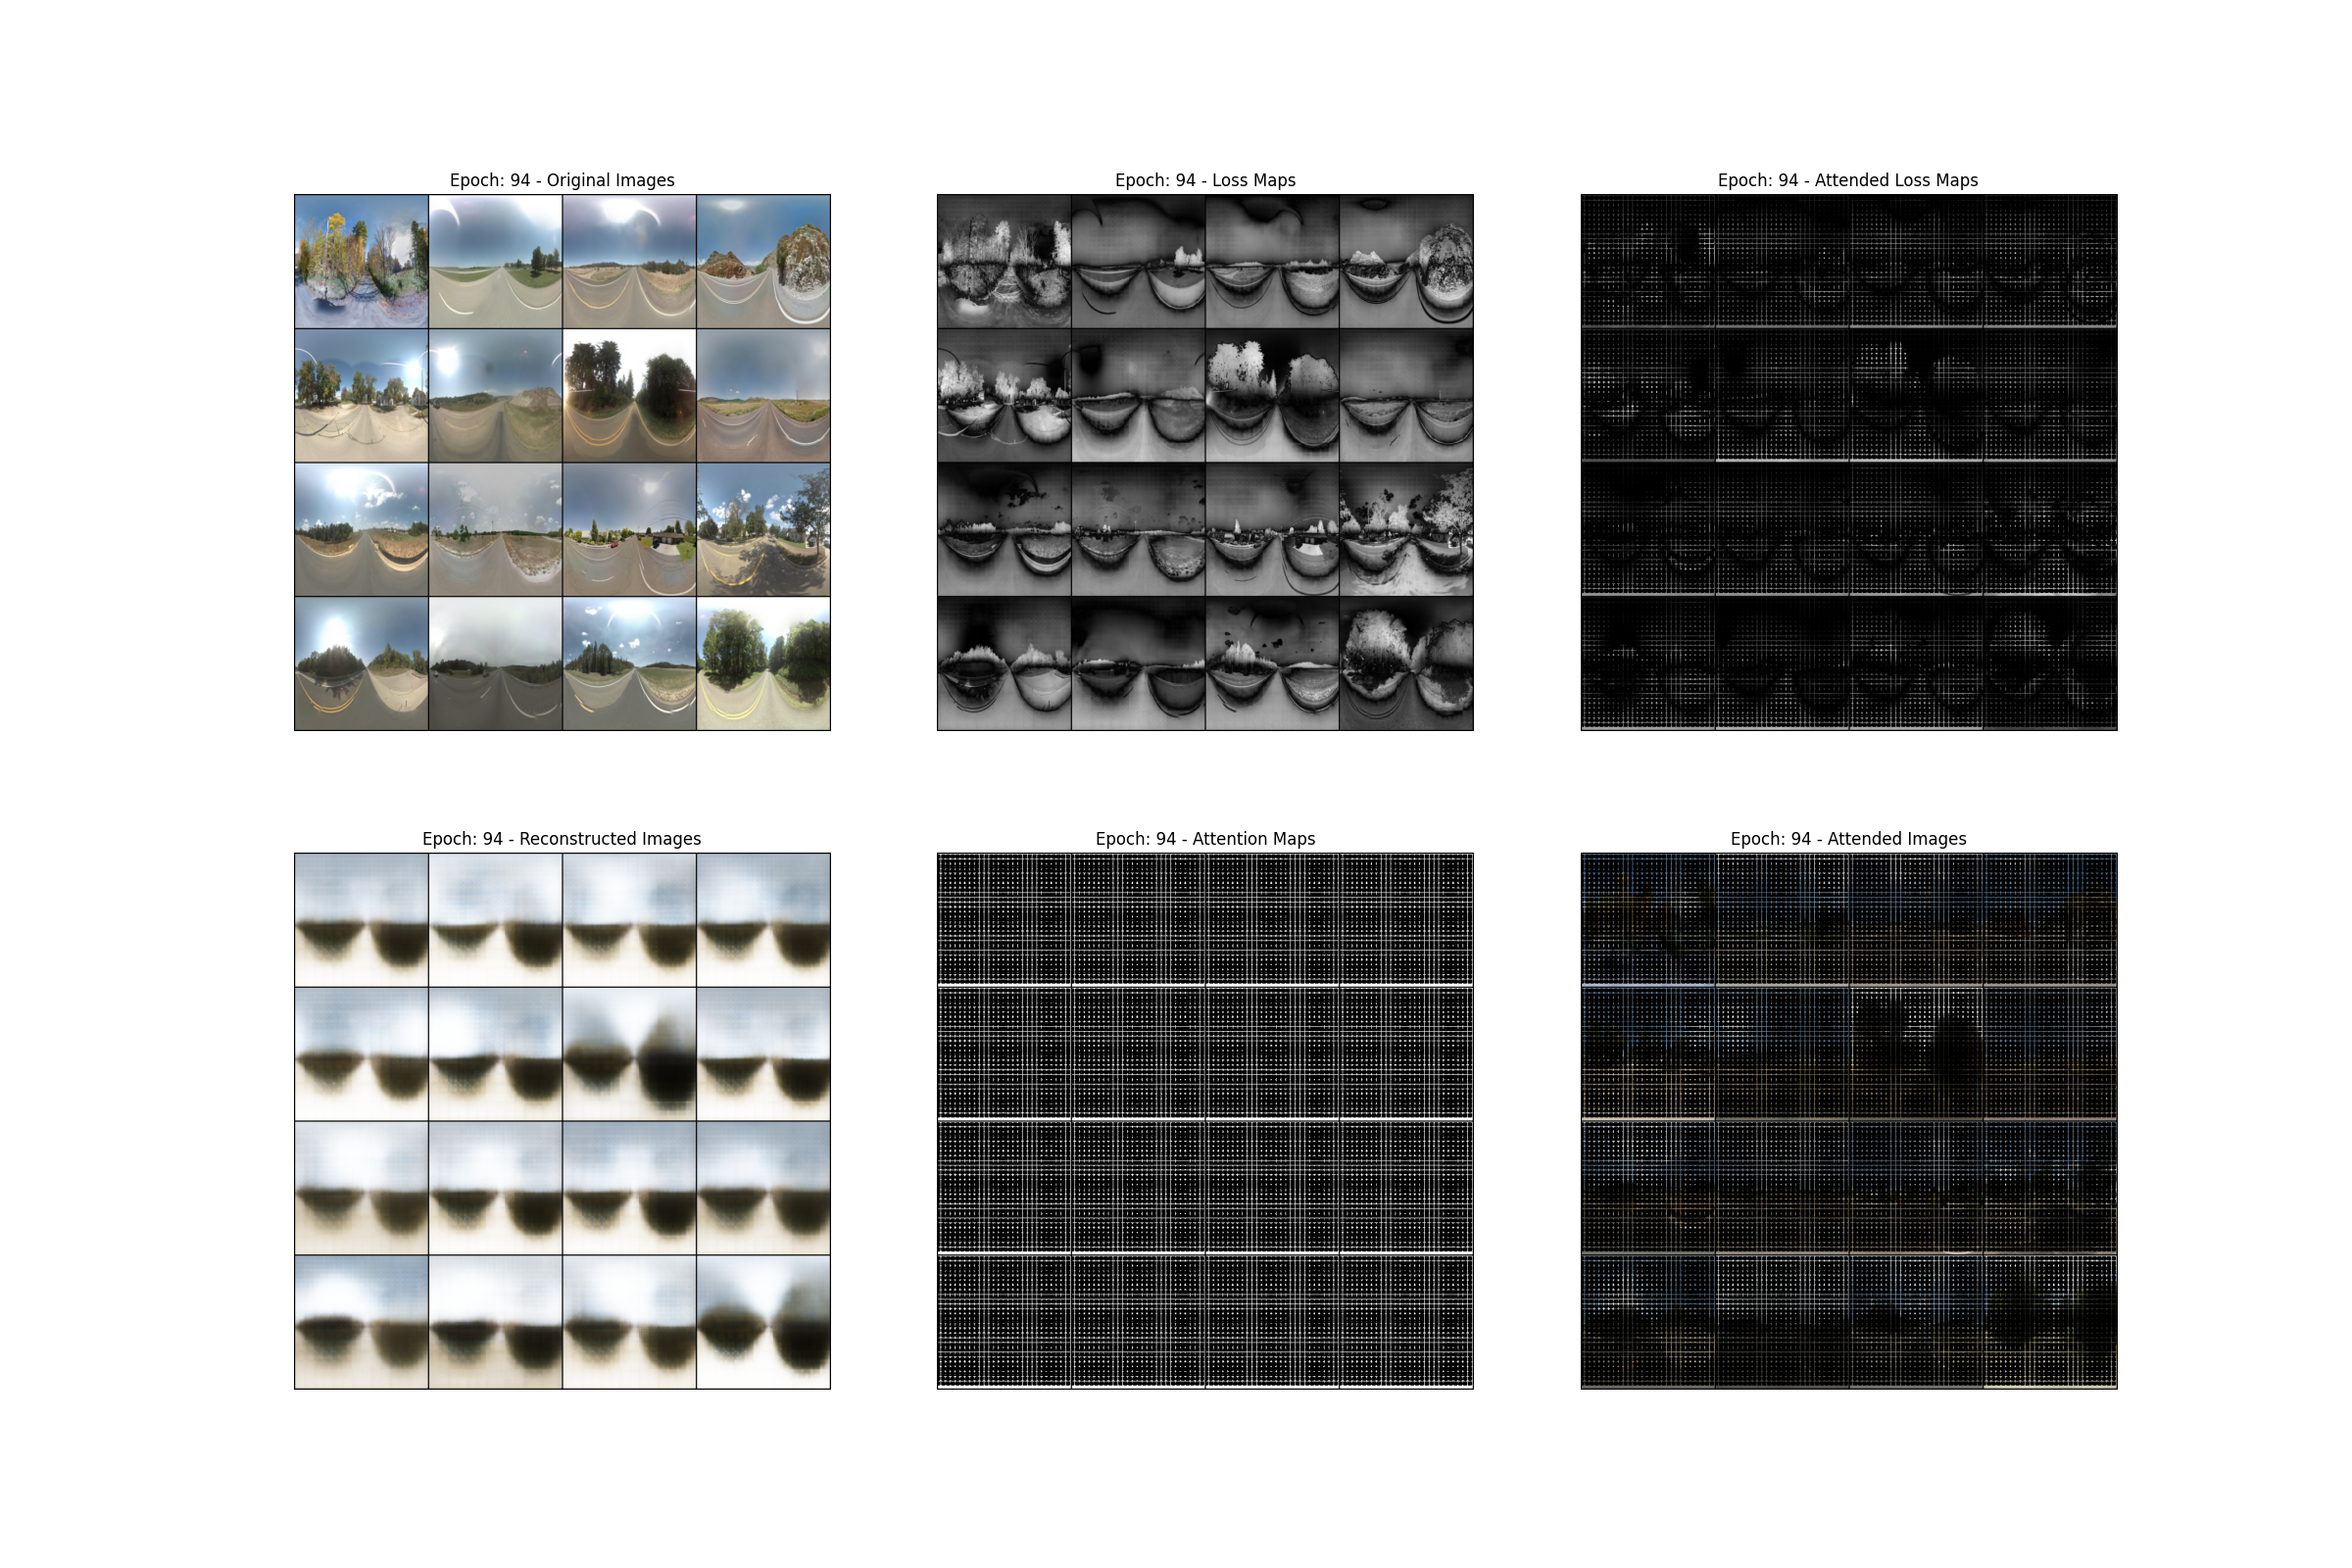 Epoch: 94 - Original Images
Epoch: 94 - Loss Maps
Epoch: 94 - Attended Loss Maps
Epoch: 94 - Reconstructed Images
Epoch: 94 - Attention Maps
Epoch: 94 - Attended Images